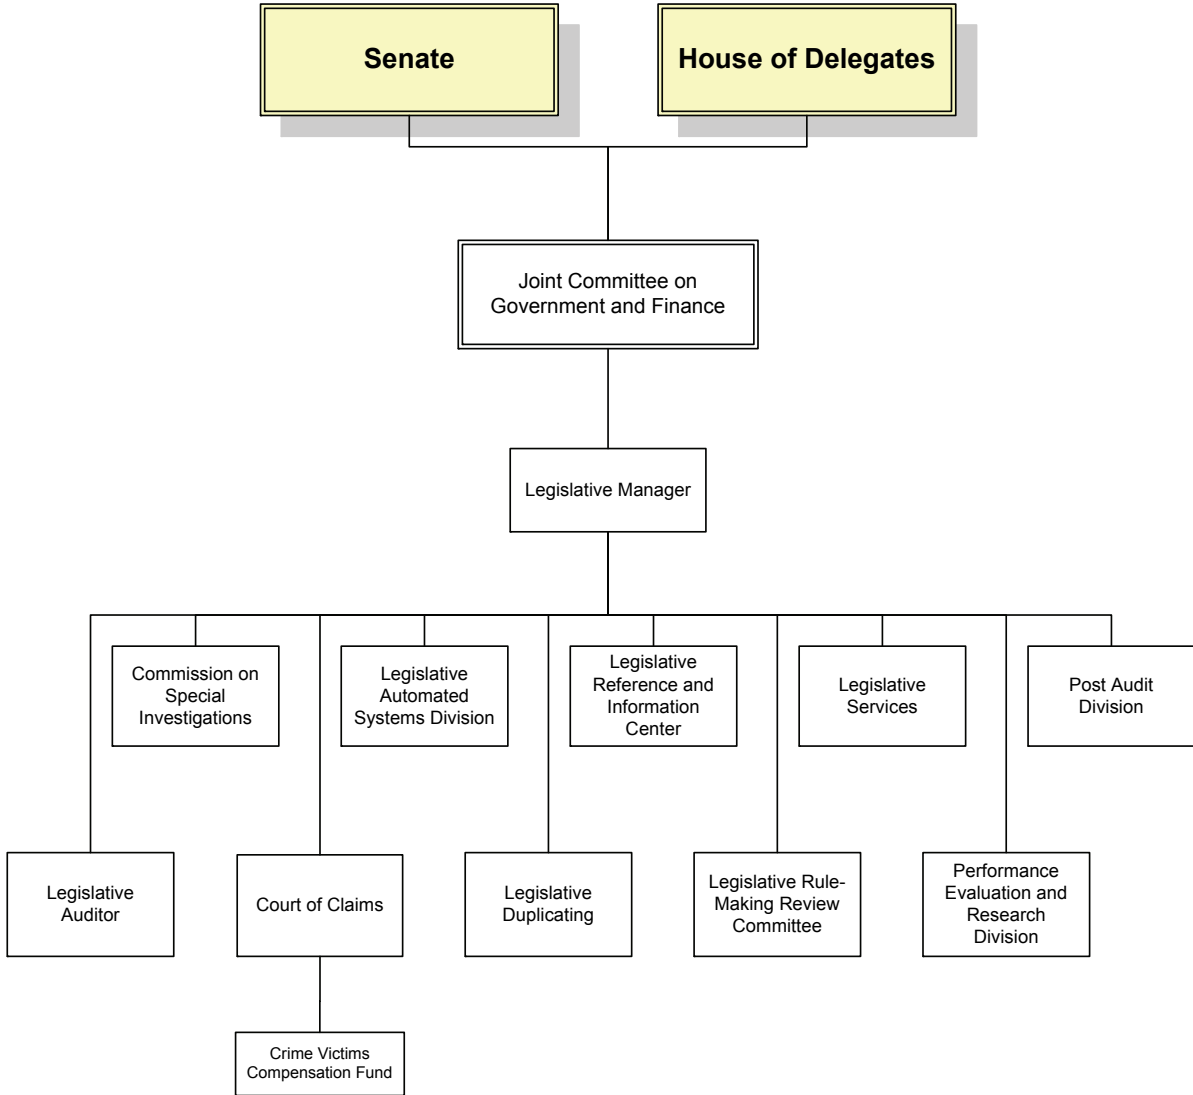 Senate
House of Delegates
Joint Committee on
Government and Finance
Legislative Manager
Commission on
Special
Investigations
Legislative
Automated
Systems Division
Legislative
Reference and
Information
Center
Legislative
Services
Post Audit
Division
Legislative
Auditor
Court of Claims
Legislative
Duplicating
Legislative Rule-
Making Review
Committee
Performance
Evaluation and
Research
Division
Crime Victims
Compensation Fund